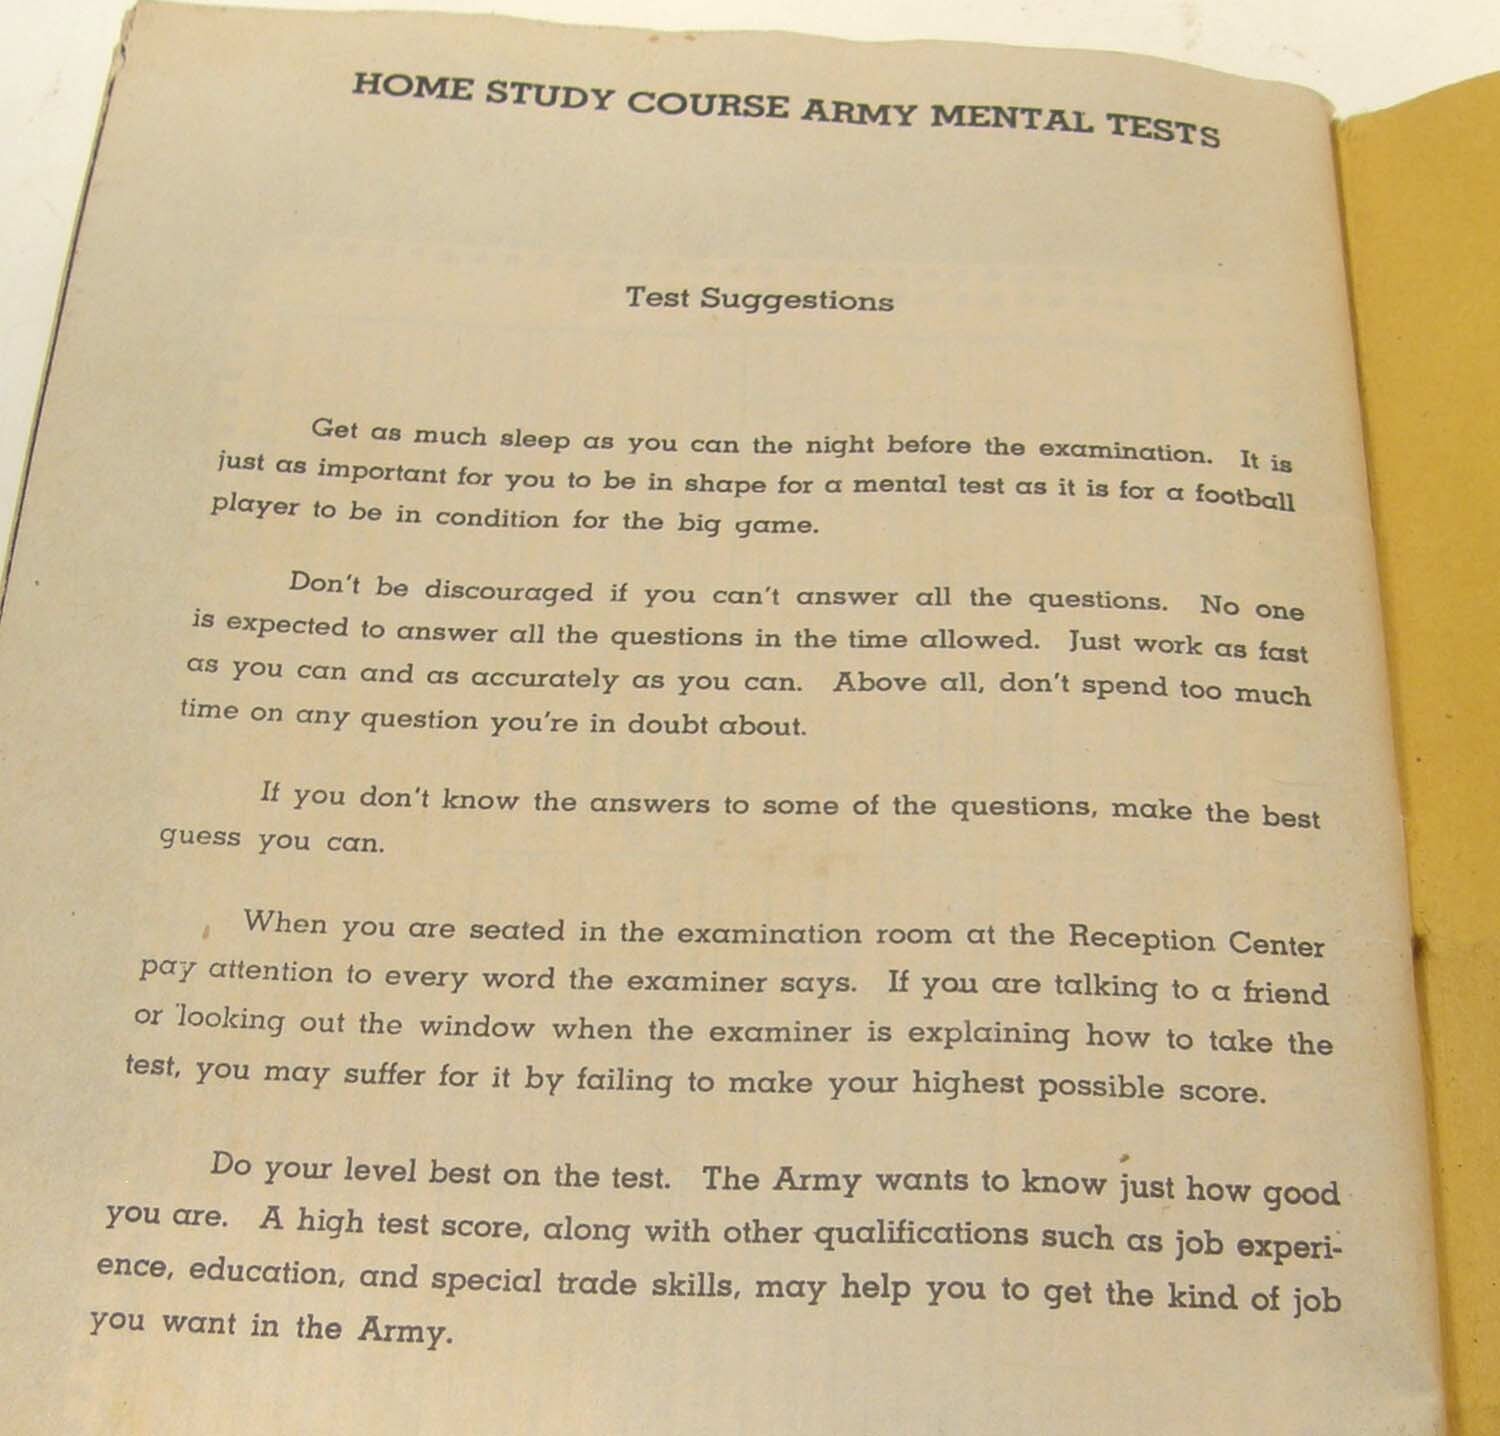 HOME STUDY COURSE ARMY MENTAL TESTS
Test Suggestions
Get as much sleep as you can the night before the examination. It is
just as important for you to be in shape for a mental test as it is for a football
player to be in condition for the big game.
Don't be discouraged if you can't answer all the questions. No one
is expected to answer all the questions in the time allowed. Just work as fast
as you can and as accurately as you can. Above all, don't spend too much
time on any question you're in doubt about.
If you don't know the answers to some of the questions, make the best
guess you can.
When you are seated in the examination room at the Reception Center
pay attention to every word the examiner says. If you are talking to a friend
or looking out the window when the examiner is explaining how to take the
test, you may suffer for it by failing to make your highest possible score.
Do your level best on the test. The Army wants to know just how good
you are. A high test score, along with other qualifications such as job experi-
ence, education, and special trade skills, may help you to get the kind of job
you want in the Army.